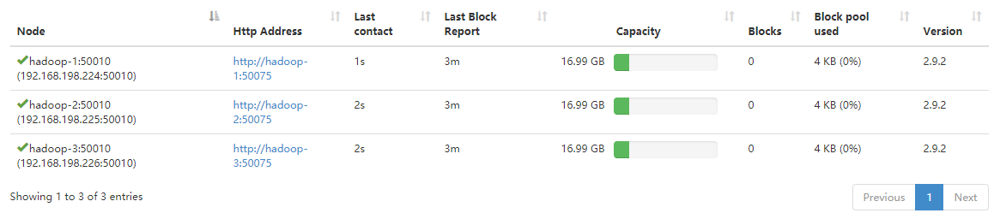 Node Http Address Last contact Last Block Report Capacity Blocks Block pool used Version
hadoop-1:50010 http://hadoop- 1s 3m 16.99 GB 0 4 KB (0%) 2.9.2
(192.168.198.224:50010) 1:50075
hadoop-2:50010 http://hadoop- 2s 3m 16.99 GB 0 4 KB (0%) 2.9.2
(192.168.198.225:50010) 2:50075
hadoop-3:50010 http://hadoop- 2s 3m 16.99 GB 0 4 KB (0%) 2.9.2
(192.168.198.226:50010) 3:50075
Showing 1 to 3 of 3 entries Previous 1 Next